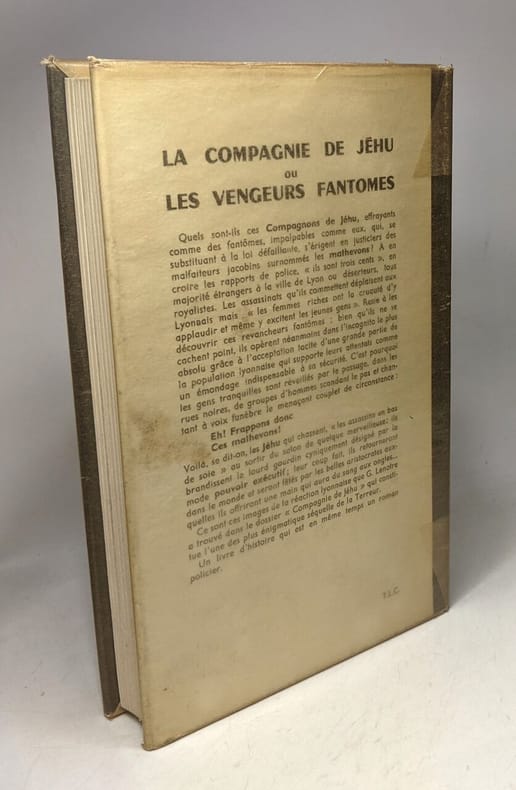 LA COMPAGNIE DE JÉHU
ou
LES VENGEURS FANTOMES
Quels sont-ils ces Compagnons de Jéhu, effrayants
comme des fantômes, impalpables comme eux, qui, se
substituant à la loi défaillante, s'érigent en justiciers des
malfaiteurs jacobins surnommés les mathevons ? A en
croire les rapports de police, « ils sont trois cents », en
majorité étrangers à la ville de Lyon ou déserteurs, tous
royalistes. Les assassinats qu'ils commettent déplaisent aux
Lyonnais mais « les femmes riches ont la cruauté d'y
applaudir et même y excitent les jeunes gens ». Rusée à les
découvrir ces revancheurs fantômes ; bien qu'ils ne se
cachent point, ils opèrent néanmoins dans l'incognito le plus
absolu grâce à l'acceptation tacite d'une grande partie de
la population lyonnaise qui supporte leurs attentats comme
un émondage indispensable à sa sécurité. C'est pourquoi
les gens tranquilles sont réveillés par le passage, dans les
rues noires, de groupes d'hommes scandant le pas et chan-
tant à voix funèbre le menaçant couplet de circonstance :
Eh! Frappons donc
Ces mathevons!
Voilà, se dit-on, les Jéhu qui chassent, « les assassins en bas
de soie » au sortir du salon de quelque merveilleuse; ils
brandissent le lourd gourdin cyniquement désigné par la
mode pouvoir exécutif; leur coup fait, ils retourneront
dans le monde et seront fêtés par les belles aristocrates aux-
quelles ils offriront une main qui aura du sang aux ongles...
Ce sont ces images de la réaction lyonnaise que G. Lenotre
a trouvé dans le dossier « Compagnie de Jéhu » qui consti-
tue l'une des plus énigmatique séquelle de la Terreur.
Un livre d'histoire qui est en même temps un roman
policier.
T.L.C.